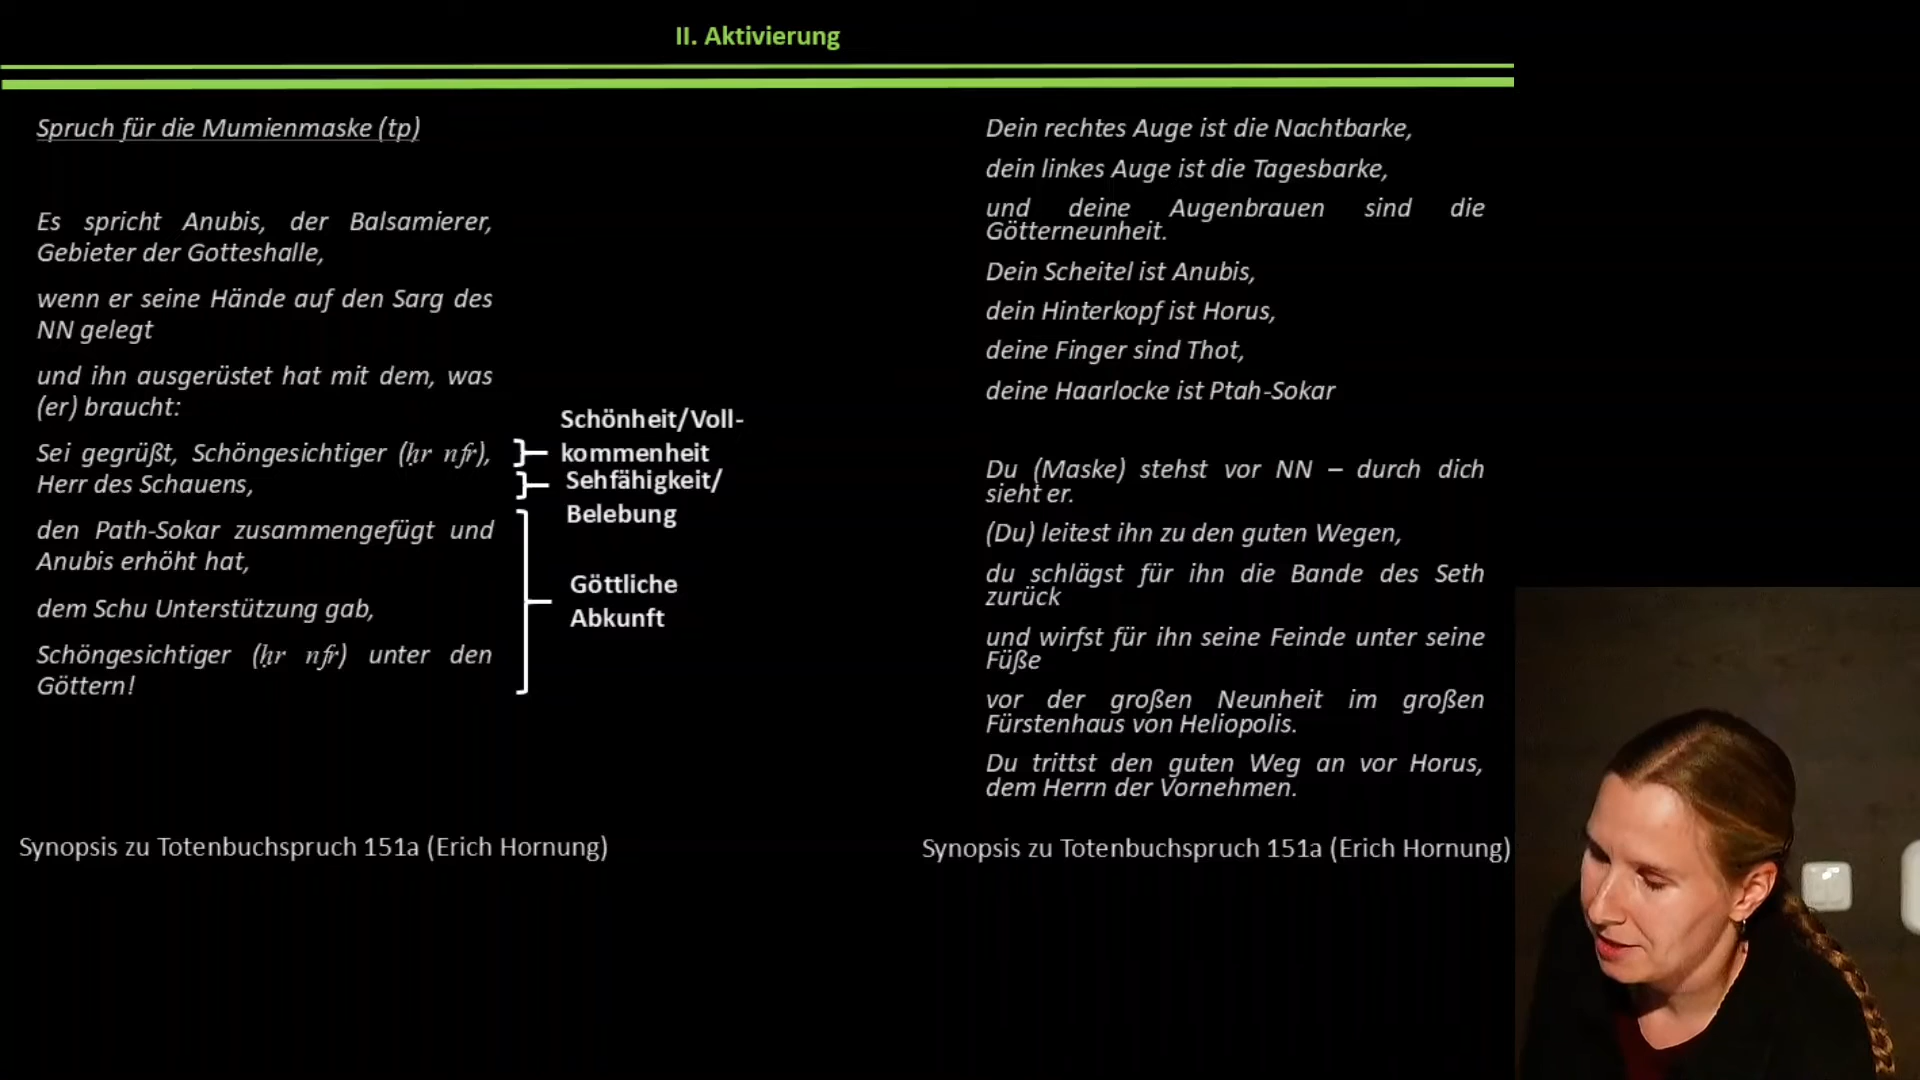 II. Aktivierung
Spruch für die Mumienmaske (tp)
Es spricht Anubis, der Balsamierer,
Gebieter der Gotteshalle,
wenn er seine Hände auf den Sarg des
NN gelegt
und ihn ausgerüstet hat mit dem, was
(er) braucht:
Sei gegrüßt, Schöngesichtiger (ḥr nfr),
Herr des Schauens,
den Path-Sokar zusammengefügt und
Anubis erhöht hat,
dem Schu Unterstützung gab,
Schöngesichtiger (ḥr nfr) unter den
Göttern!
Schönheit/Voll-
kommenheit
Sehfähigkeit/
Belebung
Göttliche
Abkunft
Synopsis zu Totenbuchspruch 151a (Erich Hornung)
Dein rechtes Auge ist die Nachtbarke,
dein linkes Auge ist die Tagesbarke,
und deine Augenbrauen sind die
Götterneunheit.
Dein Scheitel ist Anubis,
dein Hinterkopf ist Horus,
deine Finger sind Thot,
deine Haarlocke ist Ptah-Sokar
Du (Maske) stehst vor NN – durch dich
sieht er.
(Du) leitest ihn zu den guten Wegen,
du schlägst für ihn die Bande des Seth
zurück
und wirfst für ihn seine Feinde unter seine
Füße
vor der großen Neunheit im großen
Fürstenhaus von Heliopolis.
Du trittst den guten Weg an vor Horus,
dem Herrn der Vornehmen.
Synopsis zu Totenbuchspruch 151a (Erich Hornung)